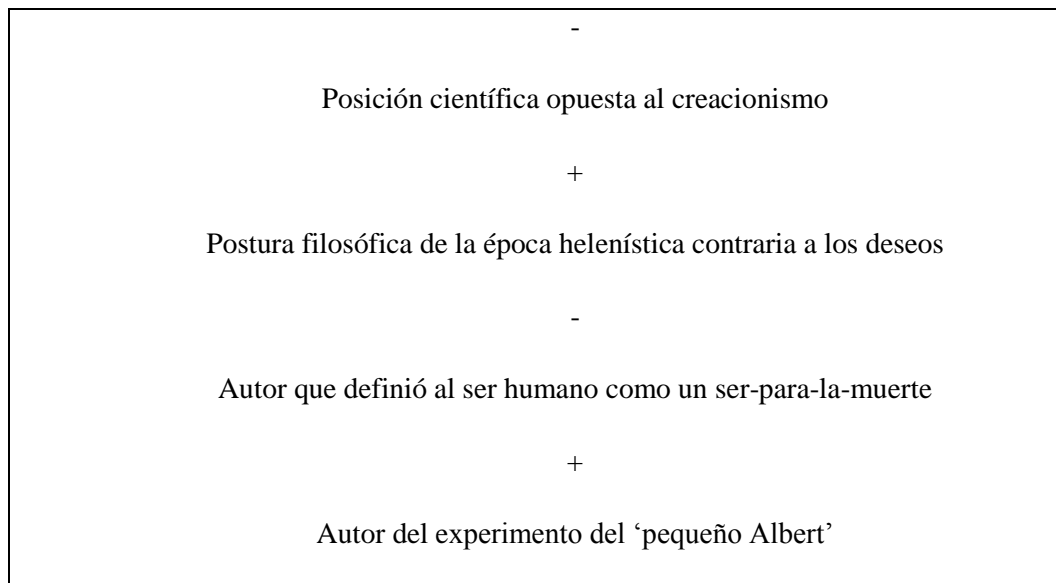 -
Posición científica opuesta al creacionismo
+
Postura filosófica de la época helenística contraria a los deseos
-
Autor que definió al ser humano como un ser-para-la-muerte
+
Autor del experimento del ‘pequeño Albert’